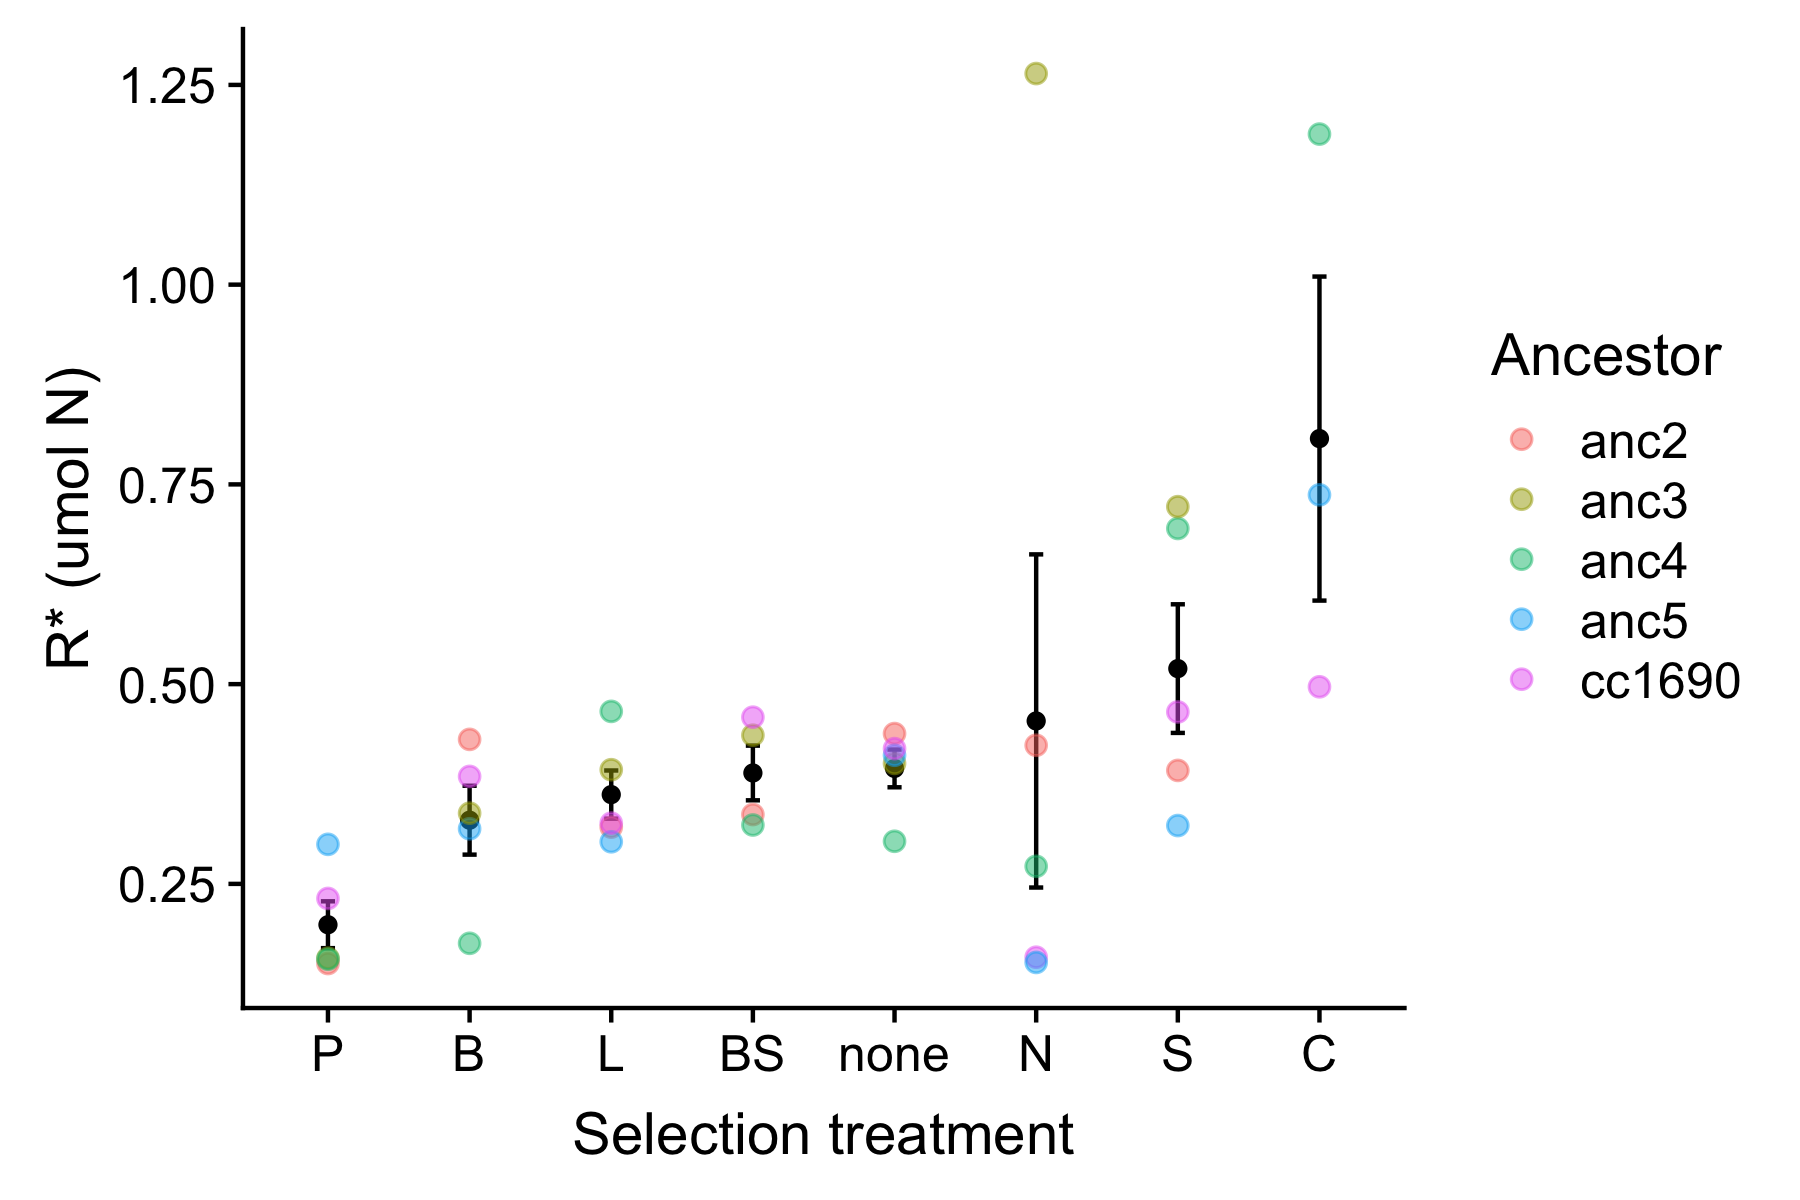 R* (umol N)
1.25
1.00
0.75
0.50
0.25
P B L BS none N S C
Selection treatment
Ancestor
anc2
anc3
anc4
anc5
cc1690